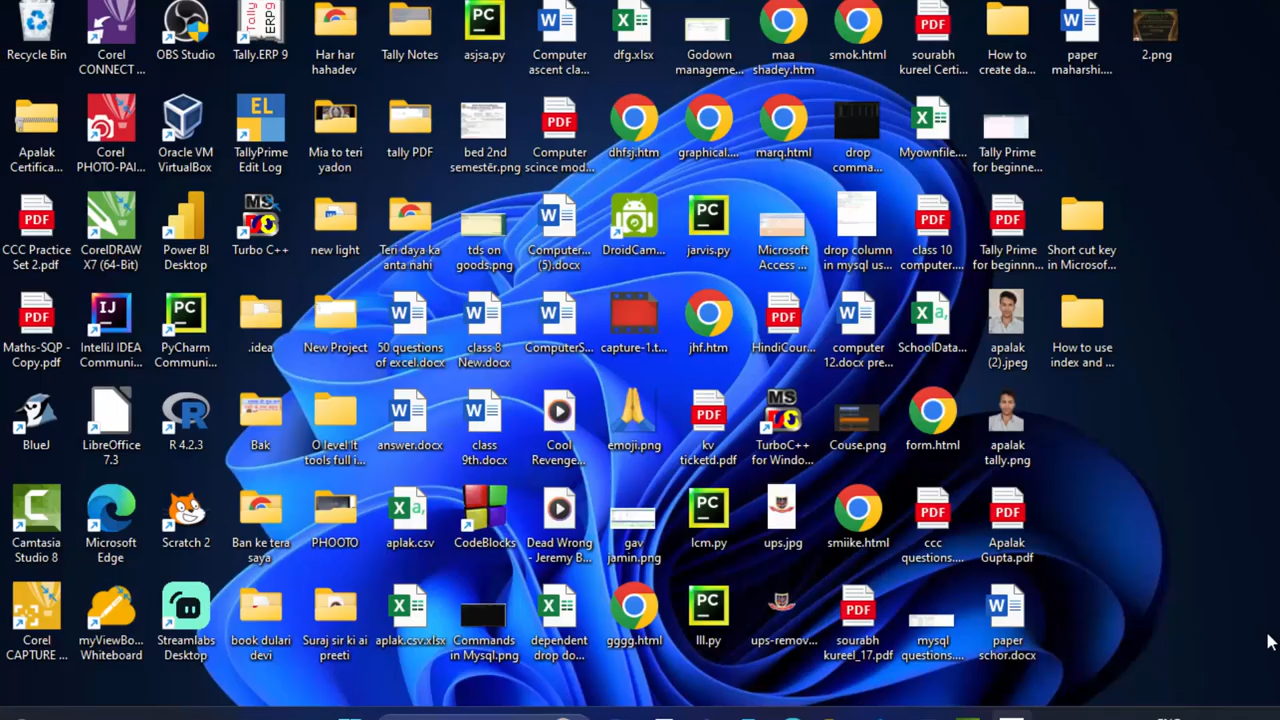 Recycle Bin
Corel
CONNECT ...
OBS Studio
Tally.ERP 9
Har har
hahadev
Tally Notes
asjsa.py
Computer
ascent cla...
dfg.xlsx
Godown
manageme...
maa
shadey.htm
smok.html
sourabh
kureel Certi...
How to
create da...
paper
maharshi....
2.png
Apalak
Certifica...
Corel
PHOTO-PAI...
Oracle VM
VirtualBox
TallyPrime
Edit Log
Mia to teri
yadon
tally PDF
bed 2nd
semester.png
Computer
scince mod...
dhfsj.htm
graphical....
marq.html
drop
comma...
Myownfile....
Tally Prime
for beginne...
CCC Practice
Set 2.pdf
CorelDRAW
X7 (64-Bit)
Power BI
Desktop
Turbo C++
new light
Teri daya ka
anta nahi
tds on
goods.png
Computer...
(5).docx
DroidCam...
jarvis.py
Microsoft
Access ...
drop column
in mysql us...
class 10
computer....
Tally Prime
for beginnn...
Short cut key
in Microsof...
Maths-SQP -
Copy.pdf
IntelliJ IDEA
Communi...
PyCharm
Communi...
.idea
New Project
50 questions
of excel.docx
class 8
New.docx
ComputerS...
capture-1.t...
jhf.htm
HindiCour...
computer
12.docx pre...
SchoolData...
apalak
(2).jpeg
How to use
index and ...
BlueJ
LibreOffice
7.3
R 4.2.3
Bak
O level It
tools full i...
answer.docx
class
9th.docx
Cool
Revenge...
emoji.png
kv
ticketd.pdf
TurboC++
for Windo...
Couse.png
form.html
apalak
tally.png
Camtasia
Studio 8
Microsoft
Edge
Scratch 2
Ban ke tera
saya
PHOOTO
aplak.csv
CodeBlocks
Dead Wrong
- Jeremy B...
gav
jamin.png
lcm.py
ups.jpg
smiike.html
ccc
questions....
Apalak
Gupta.pdf
Corel
CAPTURE ...
myViewBo...
Whiteboard
Streamlabs
Desktop
book dulari
devi
Suraj sir ki ai
preeti
aplak.csv.xlsx
Commands
in Mysql.png
dependent
drop do...
gggg.html
lll.py
ups-remov...
sourabh
kureel_17.pdf
mysql
questions....
paper
schor.docx